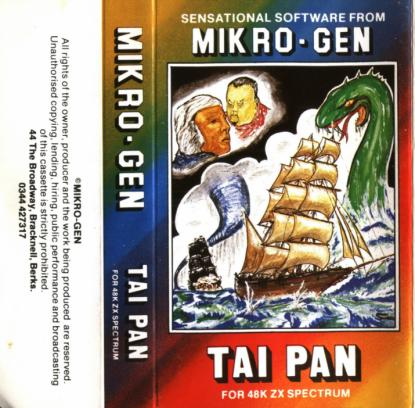 All rights of the owner, producer and the work being produced are reserved.
Unauthorised copying, lending, hiring, public performance and broadcasting
of this cassette is strictly prohibited.
©MIKRO-GEN
44 The Broadway, Bracknell, Berks.
0344 427317
MIKRO·GEN
TAI PAN
FOR 48K ZX SPECTRUM
SENSATIONAL SOFTWARE FROM
MIKRO·GEN
TAI PAN
FOR 48K ZX SPECTRUM